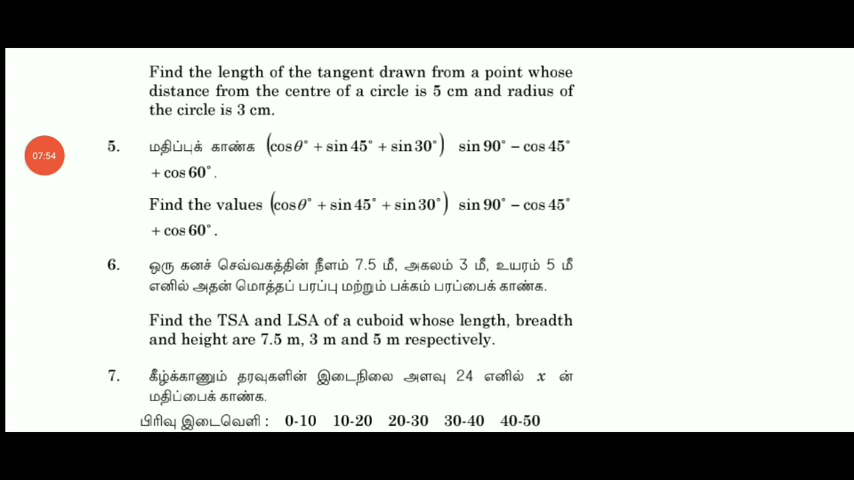 Find the length of the tangent drawn from a point whose
distance from the centre of a circle is 5 cm and radius of
the circle is 3 cm.
07:54
5. மதிப்புக் காண்க (cosθ° + sin 45° + sin 30°) sin 90° – cos 45°
+ cos 60°.
Find the values (cosθ° + sin 45° + sin 30°) sin 90° – cos 45°
+ cos 60°.
6. ஒரு கனச் செவ்வகத்தின் நீளம் 7.5 மீ, அகலம் 3 மீ, உயரம் 5 மீ
எனில் அதன் மொத்தப் பரப்பு மற்றும் பக்கம் பரப்பைக் காண்க.
Find the TSA and LSA of a cuboid whose length, breadth
and height are 7.5 m, 3 m and 5 m respectively.
7. கீழ்க்காணும் தரவுகளின் இடைநிலை அளவு 24 எனில் x ன்
மதிப்பைக் காண்க.
பிரிவு இடைவெளி : 0-10 10-20 20-30 30-40 40-50